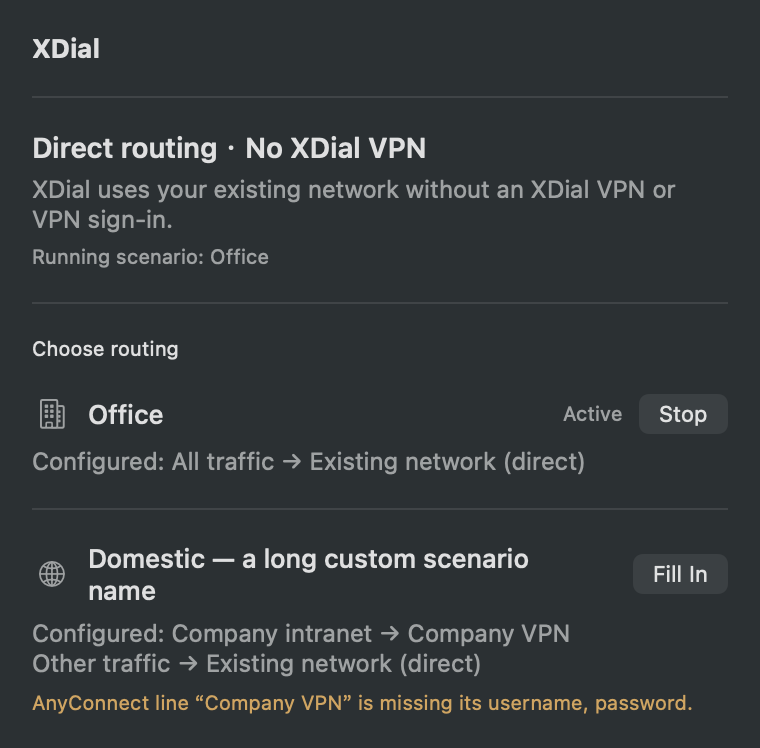 XDial
Direct routing · No XDial VPN
XDial uses your existing network without an XDial VPN or
VPN sign-in.
Running scenario: Office
Choose routing
Office
Active
Stop
Configured: All traffic → Existing network (direct)
Domestic — a long custom scenario
name
Fill In
Configured: Company intranet → Company VPN
Other traffic → Existing network (direct)
AnyConnect line “Company VPN” is missing its username, password.